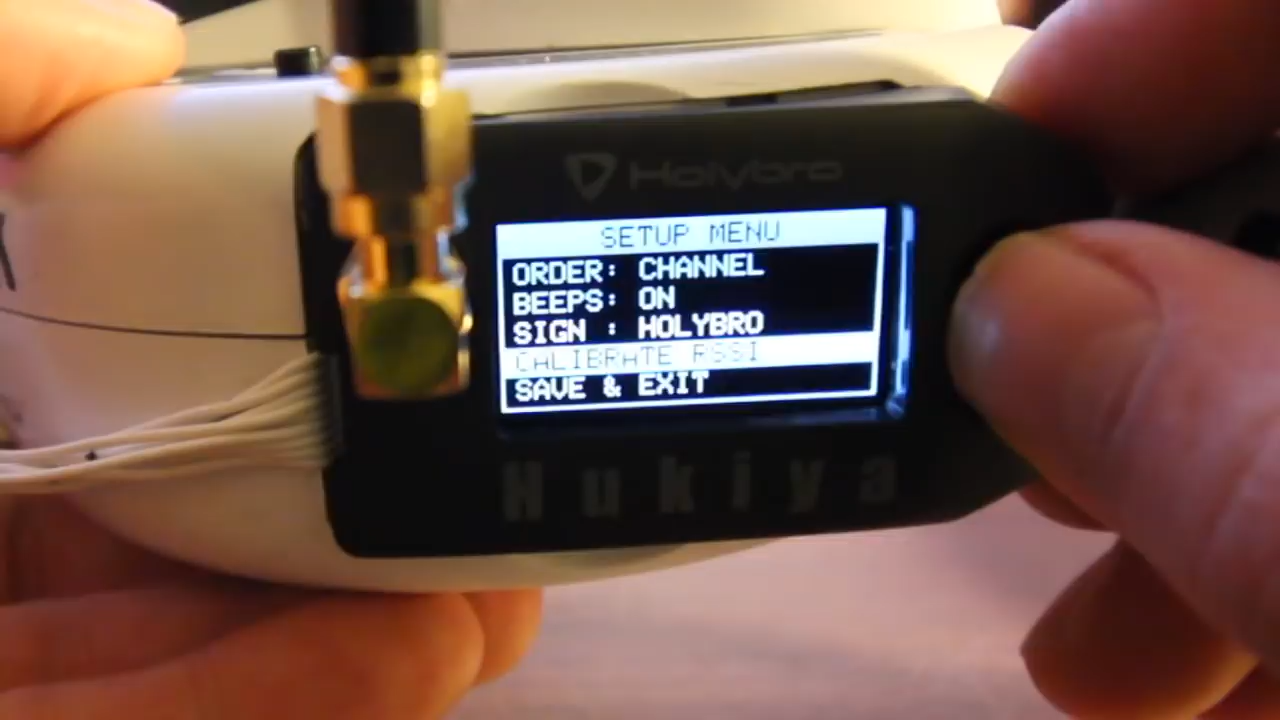 Holybro
SETUP MENU
ORDER: CHANNEL
BEEPS: ON
SIGN : HOLYBRO
CALIBRATE RSSI
SAVE & EXIT
Hukiya